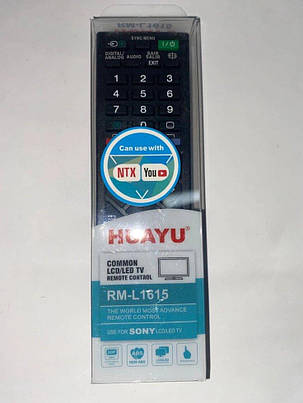 RM-L1615
SYNC MENU
I/
DIGITAL/
ANALOG
AUDIO
EXIT
1 2 3
4 5 6
7 8 9
0
Can use with
NTX You
HUAYU®
COMMON
LCD/LED TV
REMOTE CONTROL
RM-L1615
THE WORLD MOST ADVANCE
REMOTE CONTROL
USE FOR SONY LCD/LED TV